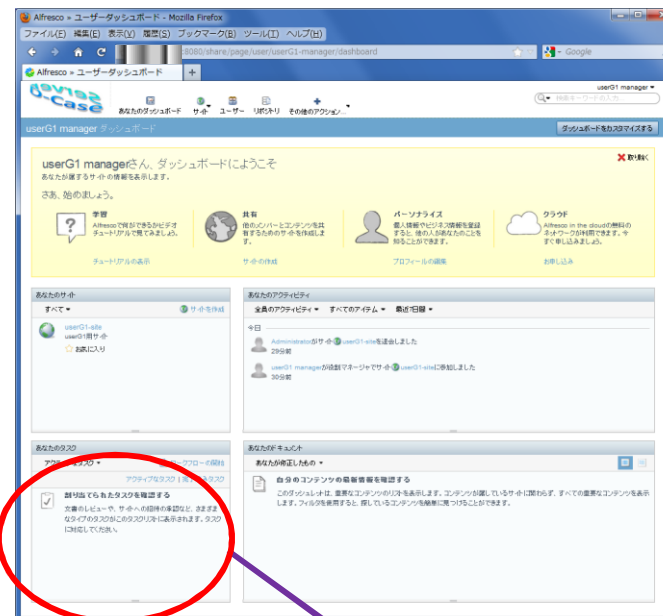 Alfresco » ユーザーダッシュボード - Mozilla Firefox
ファイル(F) 編集(E) 表示(V) 履歴(S) ブックマーク(B) ツール(T) ヘルプ(H)
:8080/share/page/user/userG1-manager/dashboard
Google
Alfresco » ユーザーダッシュボード
userG1 manager
D-Case
あなたのダッシュボード サイト ユーザー リポジトリ その他のアクション...
userG1 manager ダッシュボード
ダッシュボードをカスタマイズする
userG1 managerさん、ダッシュボードにようこそ
取り除く
あなたが属するサイトの情報を表示します。
さあ、始めましょう。
学習
Alfrescoで何ができるかビデオ
チュートリアルで見てみましょう。
チュートリアルの表示
共有
他のメンバーとコンテンツを共
有するためのサイトを作成しま
す。
サイトの作成
パーソナライズ
個人情報やビジネス情報を登録
すると、他の人があなたのことを
知ることができます。
プロフィールの編集
クラウド
Alfresco in the cloudの無料の
ネットワークが利用できます。今
すぐ申し込みましょう。
お申し込み
あなたのサイト
すべて
サイトを作成
userG1-site
userG1用サイト
お気に入り
あなたのアクティビティ
全員のアクティビティ すべてのアイテム 最近7日間
今日
Administratorがサイト userG1-siteを退会しました
29分前
userG1 managerが役割マネージャでサイト userG1-siteに参加しました
30分前
あなたのタスク
ワークフローの開始
アクティブなタスク
割り当てられたタスクを確認する
文書のレビューや、サイトへの招待の承認など、さまざま
なタイプのタスクがこのタスクリストに表示されます。タスク
に対応してください。
あなたのドキュメント
あなたが修正したもの
自分のコンテンツの最新情報を確認する
このダッシュレットは、重要なコンテンツのリストを表示します。コンテンツが属しているサイトに関わらず、すべての重要なコンテンツを表示
します。フィルタを使用すると、探しているコンテンツを簡単に見つけることができます。